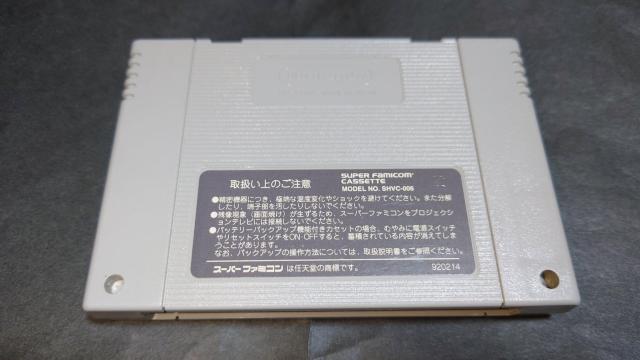 Nintendo
取扱い上のご注意
SUPER FAMICOM
CASSETTE
MODEL NO. SHVC-006
●精密機器につき、極端な温度変化やショックを避けてください。また分解
したり、端子部を汚したりしないでください。
●残像現象(画面焼け)が生ずるため、スーパーファミコンをプロジェクシ
ョンテレビには接続しないでください。
●バッテリーバックアップ機能付きカセットの場合、むやみに電源スイッチ
やリセットスイッチをON・OFFすると、蓄積されている内容が消えてしま
うことがあります。
なお、バックアップの操作方法については、取扱説明書をご参照ください。
スーパーファミコンは任天堂の商標です。
920214